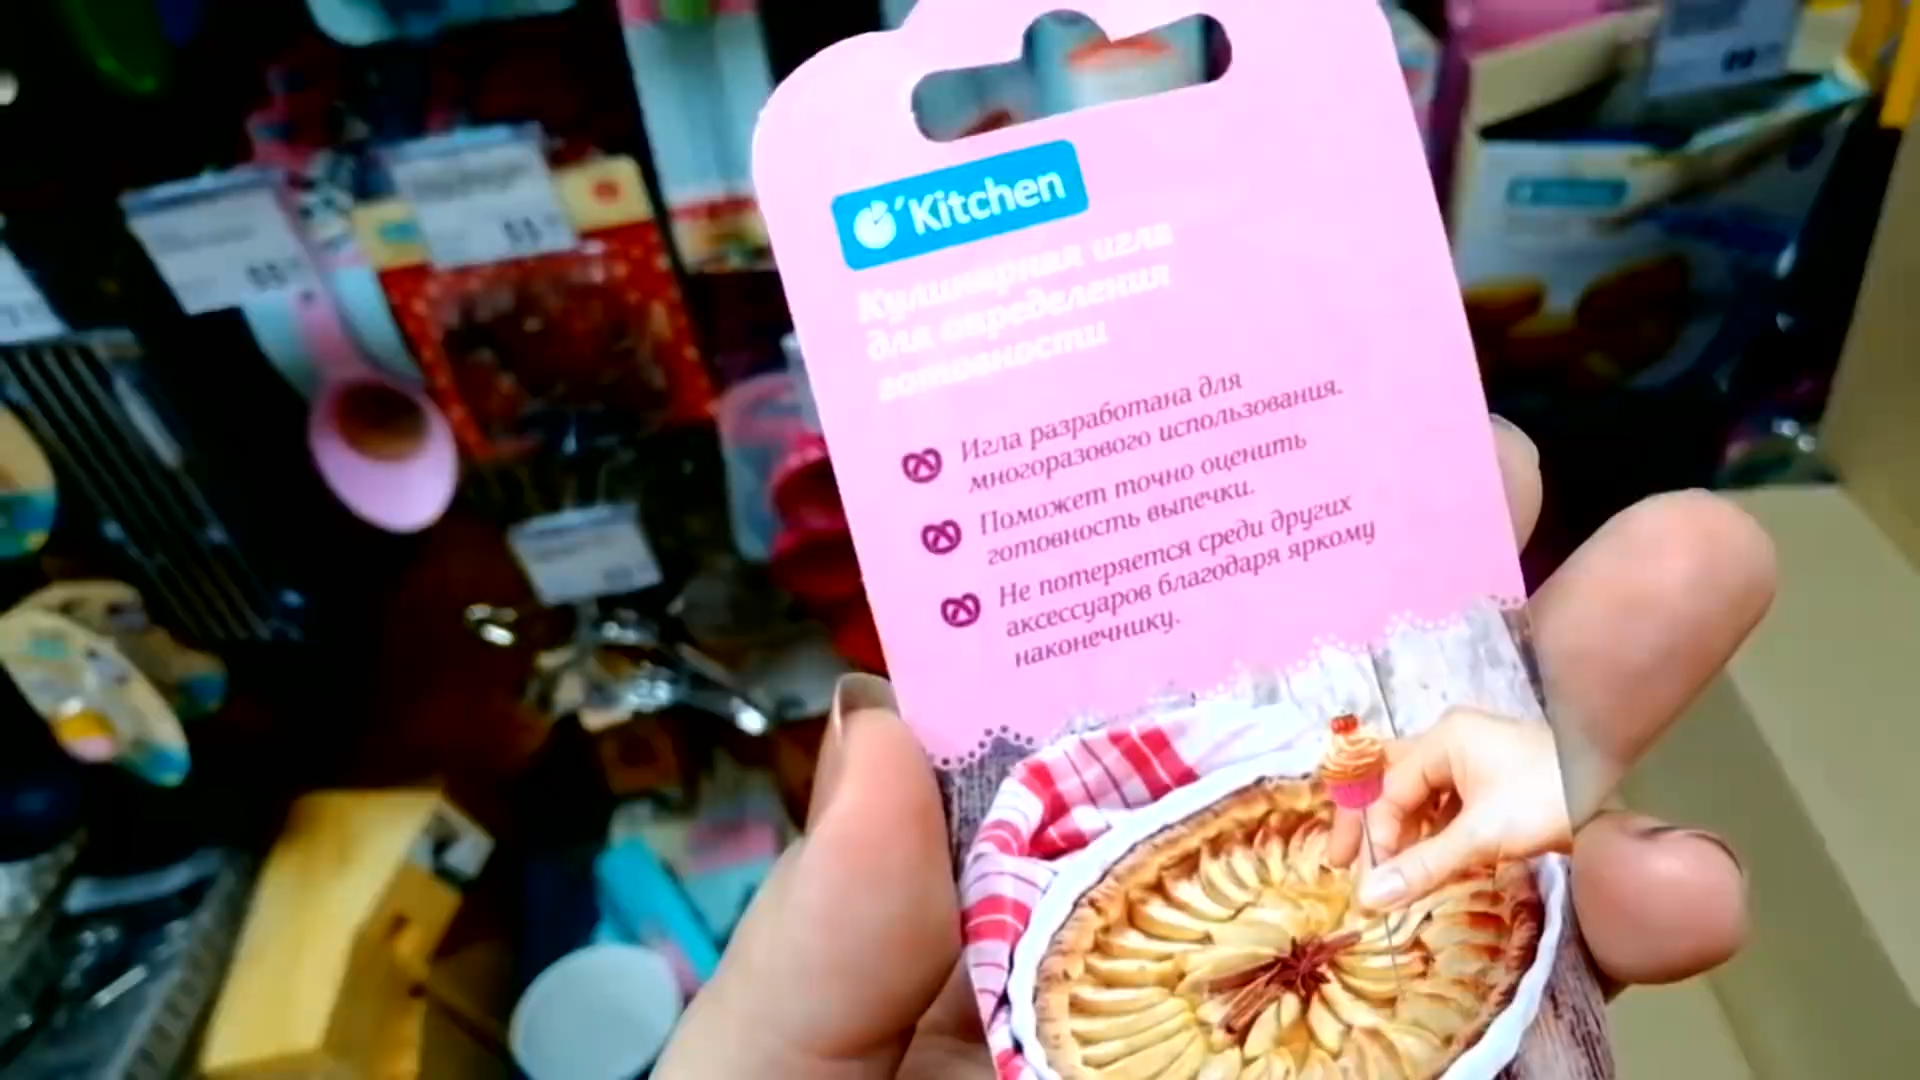 'Kitchen
Кулинарная игла
для определения
готовности
Игла разработана для
многоразового использования.
Поможет точно оценить
готовность выпечки.
Не потеряется среди других
аксессуаров благодаря яркому
наконечнику.